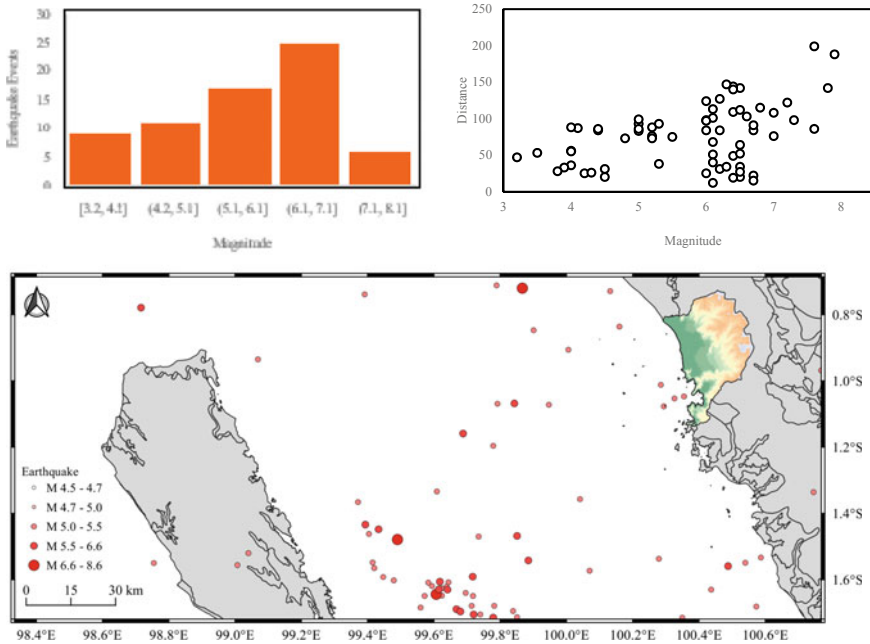 30
25
20
15
10
5
0
Earthquake Events
[3.2, 4.1] (4.2, 5.1] (5.1, 6.1] (6.1, 7.1] (7.1, 8.1]
Magnitude
200
150
100
50
0
Distance
3 4 5 6 7 8
Magnitude
0.8°S
1.0°S
1.2°S
1.4°S
1.6°S
Earthquake
M 4.5 - 4.7
M 4.7 - 5.0
M 5.0 - 5.5
M 5.5 - 6.6
M 6.6 - 8.6
0 15 30 km
98.4°E 98.6°E 98.8°E 99.0°E 99.2°E 99.4°E 99.6°E 99.8°E 100.0°E 100.2°E 100.4°E 100.6°E